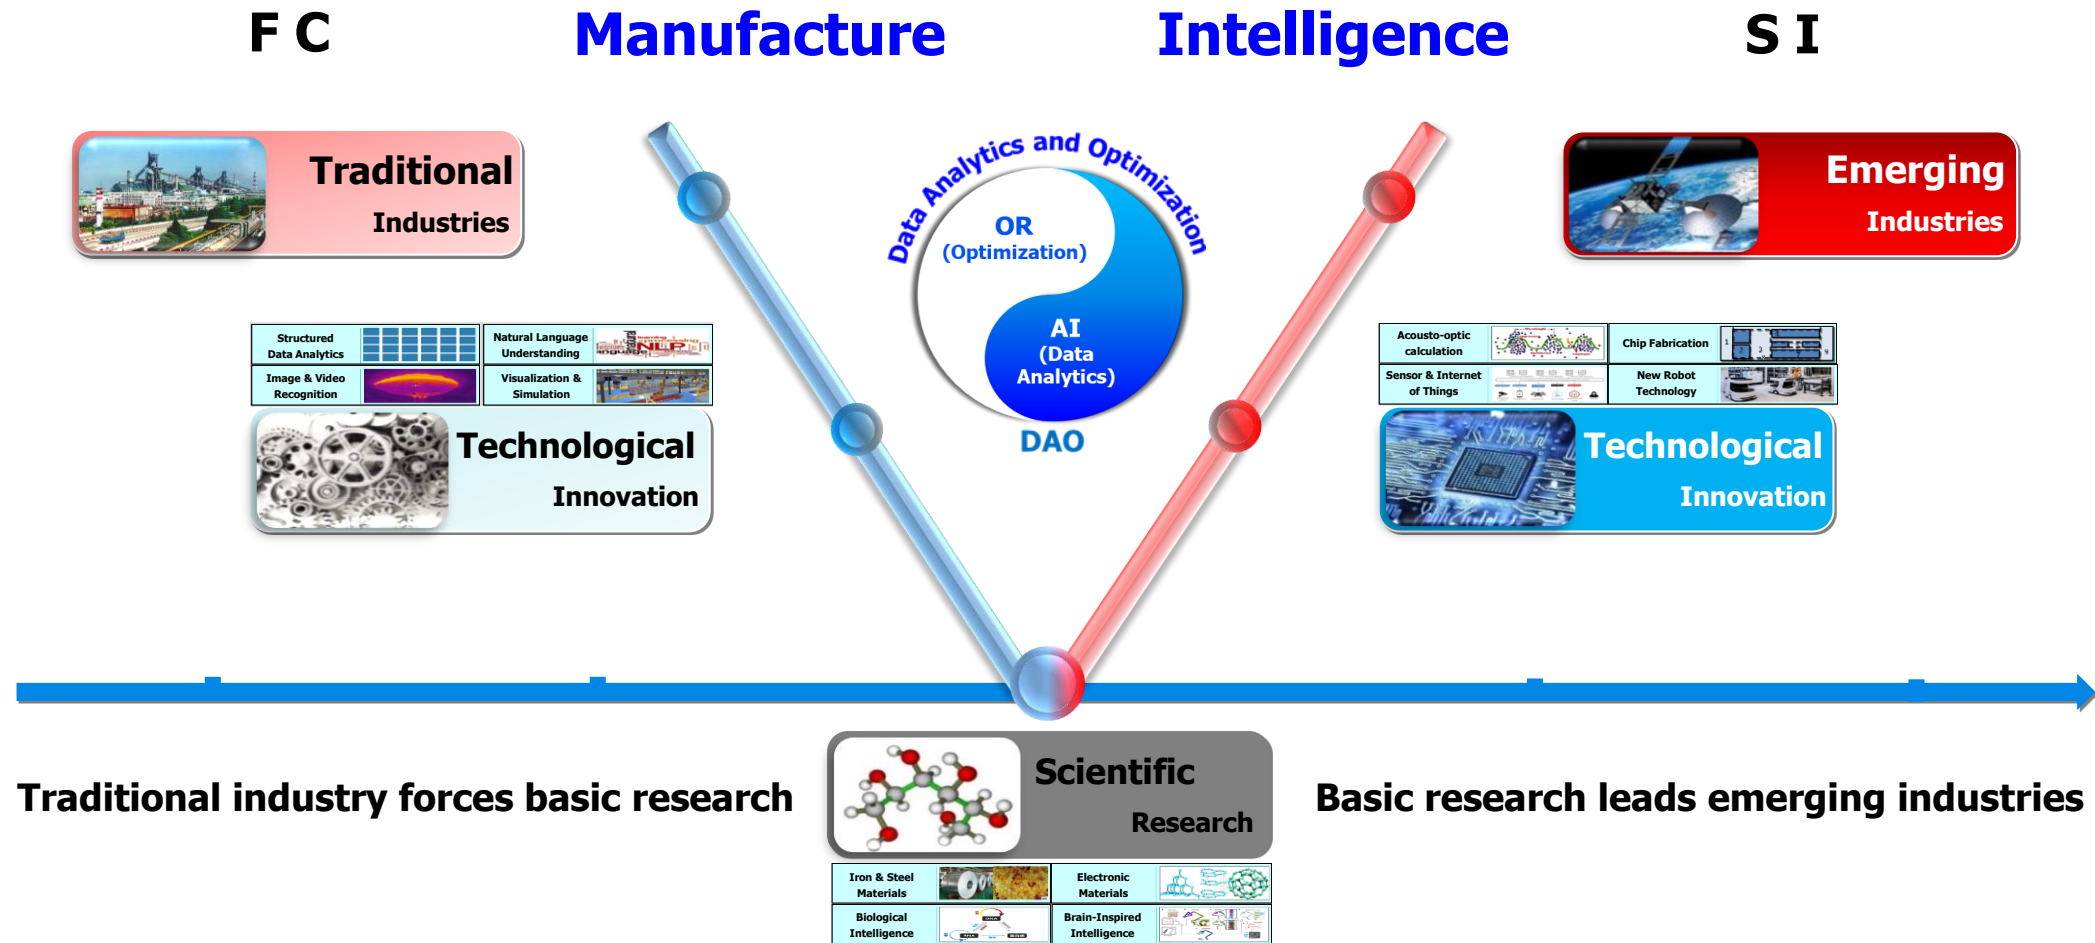 F C
Manufacture
Intelligence
S I
Traditional
Industries
Data Analytics and Optimization
OR
(Optimization)
AI
(Data
Analytics)
DAO
Emerging
Industries
Structured
Data Analytics
Natural Language
Understanding
NLP
Image & Video
Recognition
Visualization &
Simulation
Technological
Innovation
Acousto-optic
calculation
Chip Fabrication
Sensor & Internet
of Things
New Robot
Technology
Technological
Innovation
Traditional industry forces basic research
Scientific
Research
Basic research leads emerging industries
Iron & Steel
Materials
Electronic
Materials
Biological
Intelligence
DNA
RNA
Brain-Inspired
Intelligence